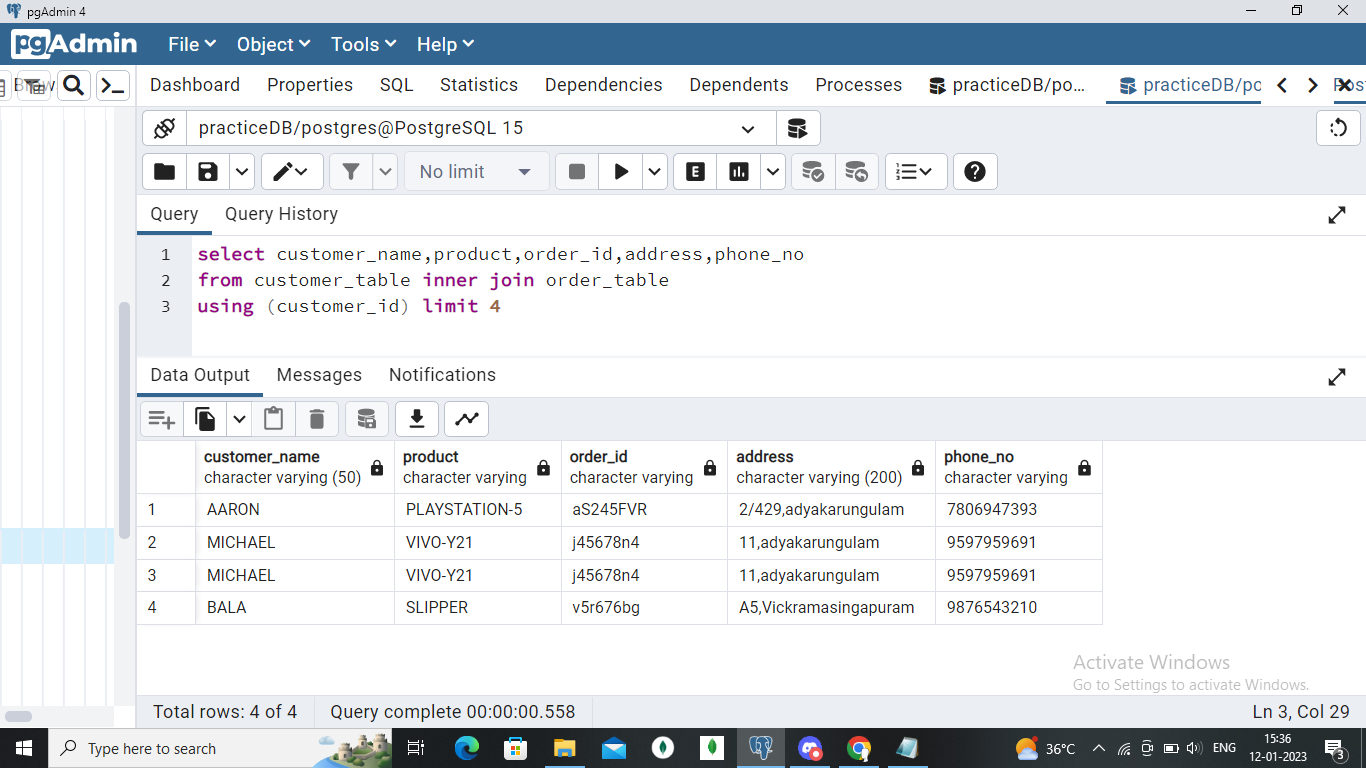 pgAdmin 4
pgAdmin File Object Tools Help
Dashboard Properties SQL Statistics Dependencies Dependents Processes practiceDB/po... practiceDB/po
practiceDB/postgres@PostgreSQL 15
No limit
E
Query Query History
1 select customer_name,product,order_id,address,phone_no
2 from customer_table inner join order_table
3 using (customer_id) limit 4
Data Output Messages Notifications
customer_name product order_id address phone_no
character varying (50) character varying character varying character varying (200) character varying
1 AARON PLAYSTATION-5 aS245FVR 2/429,adyakarungulam 7806947393
2 MICHAEL VIVO-Y21 j45678n4 11,adyakarungulam 9597959691
3 MICHAEL VIVO-Y21 j45678n4 11,adyakarungulam 9597959691
4 BALA SLIPPER v5r676bg A5,Vickramasingapuram 9876543210
Activate Windows
Go to Settings to activate Windows.
Total rows: 4 of 4 Query complete 00:00:00.558 Ln 3, Col 29
Type here to search 36°C ENG 15:36
12-01-2023 3